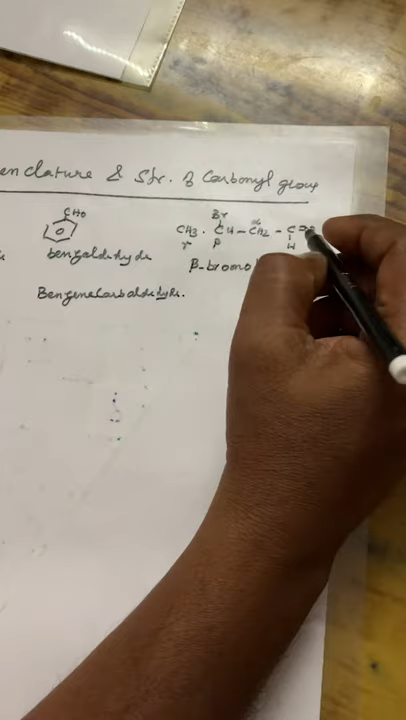 enclature & Str. of Carbonyl group
CHO
Br
CH3 . CH - CH2 - C =
γ β α H
benzaldehyde
β-bromo
Benzenecarbaldehyde.